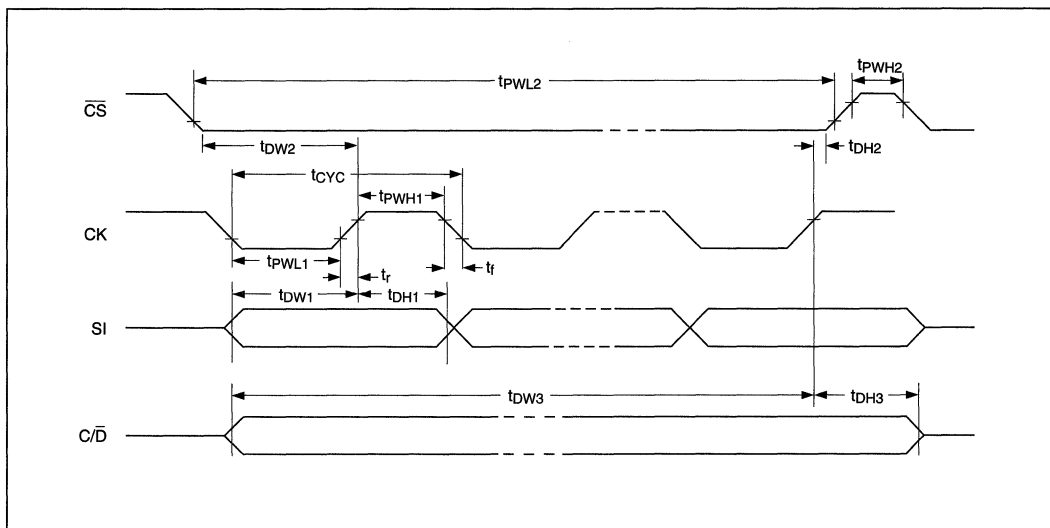 tPWL2
tPWH2
CS
tDW2
tDH2
tCYC
tPWH1
CK
tPWL1
tr
tf
tDW1
tDH1
SI
tDW3
tDH3
C/D